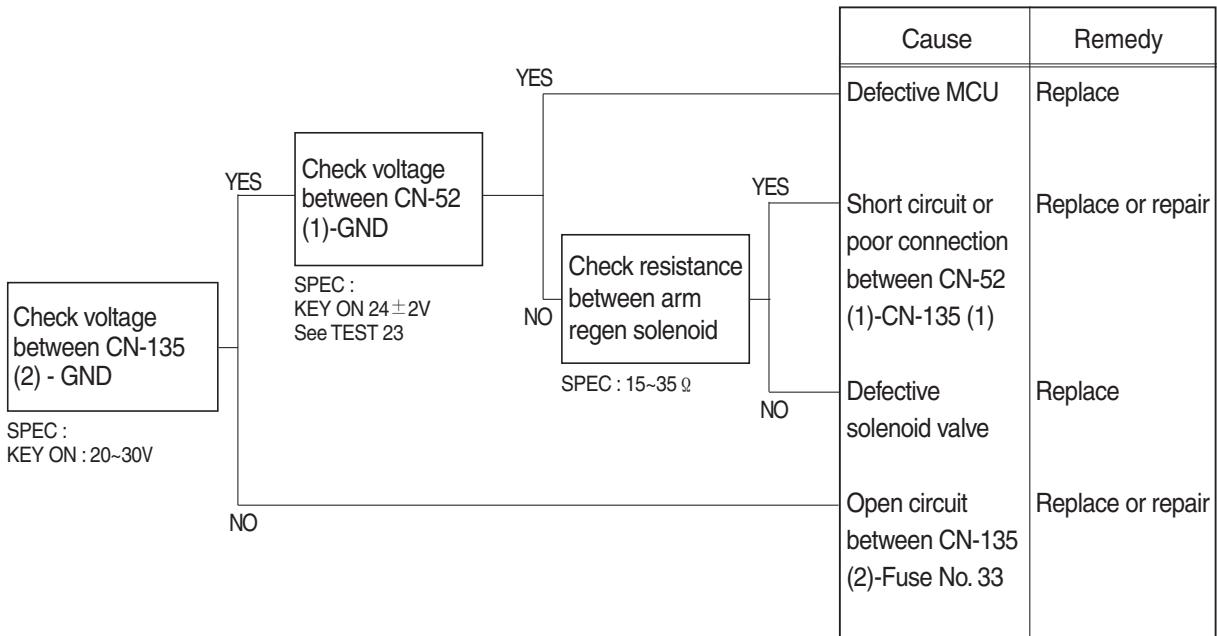 Check voltage
between CN-135
(2) - GND
SPEC :
KEY ON : 20~30V
YES
NO
Check voltage
between CN-52
(1)-GND
SPEC :
KEY ON 24±2V
See TEST 23
YES
NO
Check resistance
between arm
regen solenoid
SPEC : 15~35 Ω
YES
NO
Cause Remedy
Defective MCU Replace
Short circuit or Replace or repair
poor connection
between CN-52
(1)-CN-135 (1)
Defective Replace
solenoid valve
Open circuit Replace or repair
between CN-135
(2)-Fuse No. 33